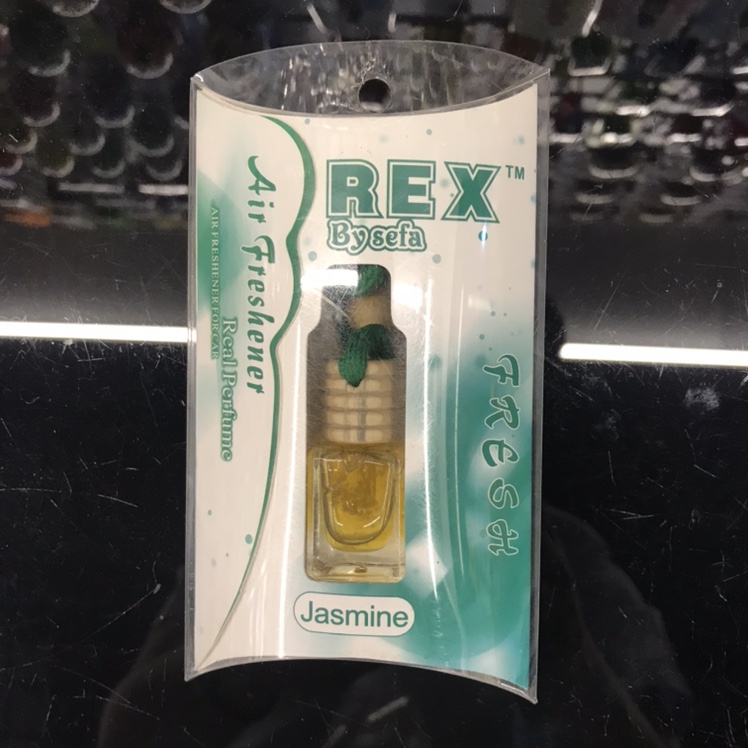 REX™
By sefa
Air Freshener
AIR FRESHENER FOR CAR
Real Perfume
FRESH
Jasmine